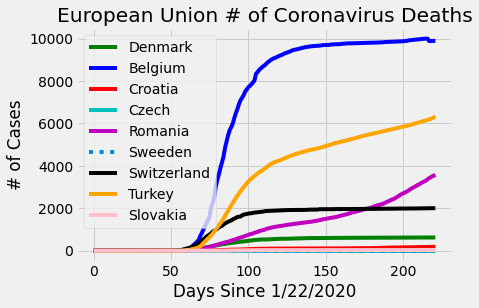 European Union # of Coronavirus Deaths
10000
8000
6000
4000
2000
0
# of Cases
Denmark
Belgium
Croatia
Czech
Romania
Sweeden
Switzerland
Turkey
Slovakia
0 50 100 150 200
Days Since 1/22/2020